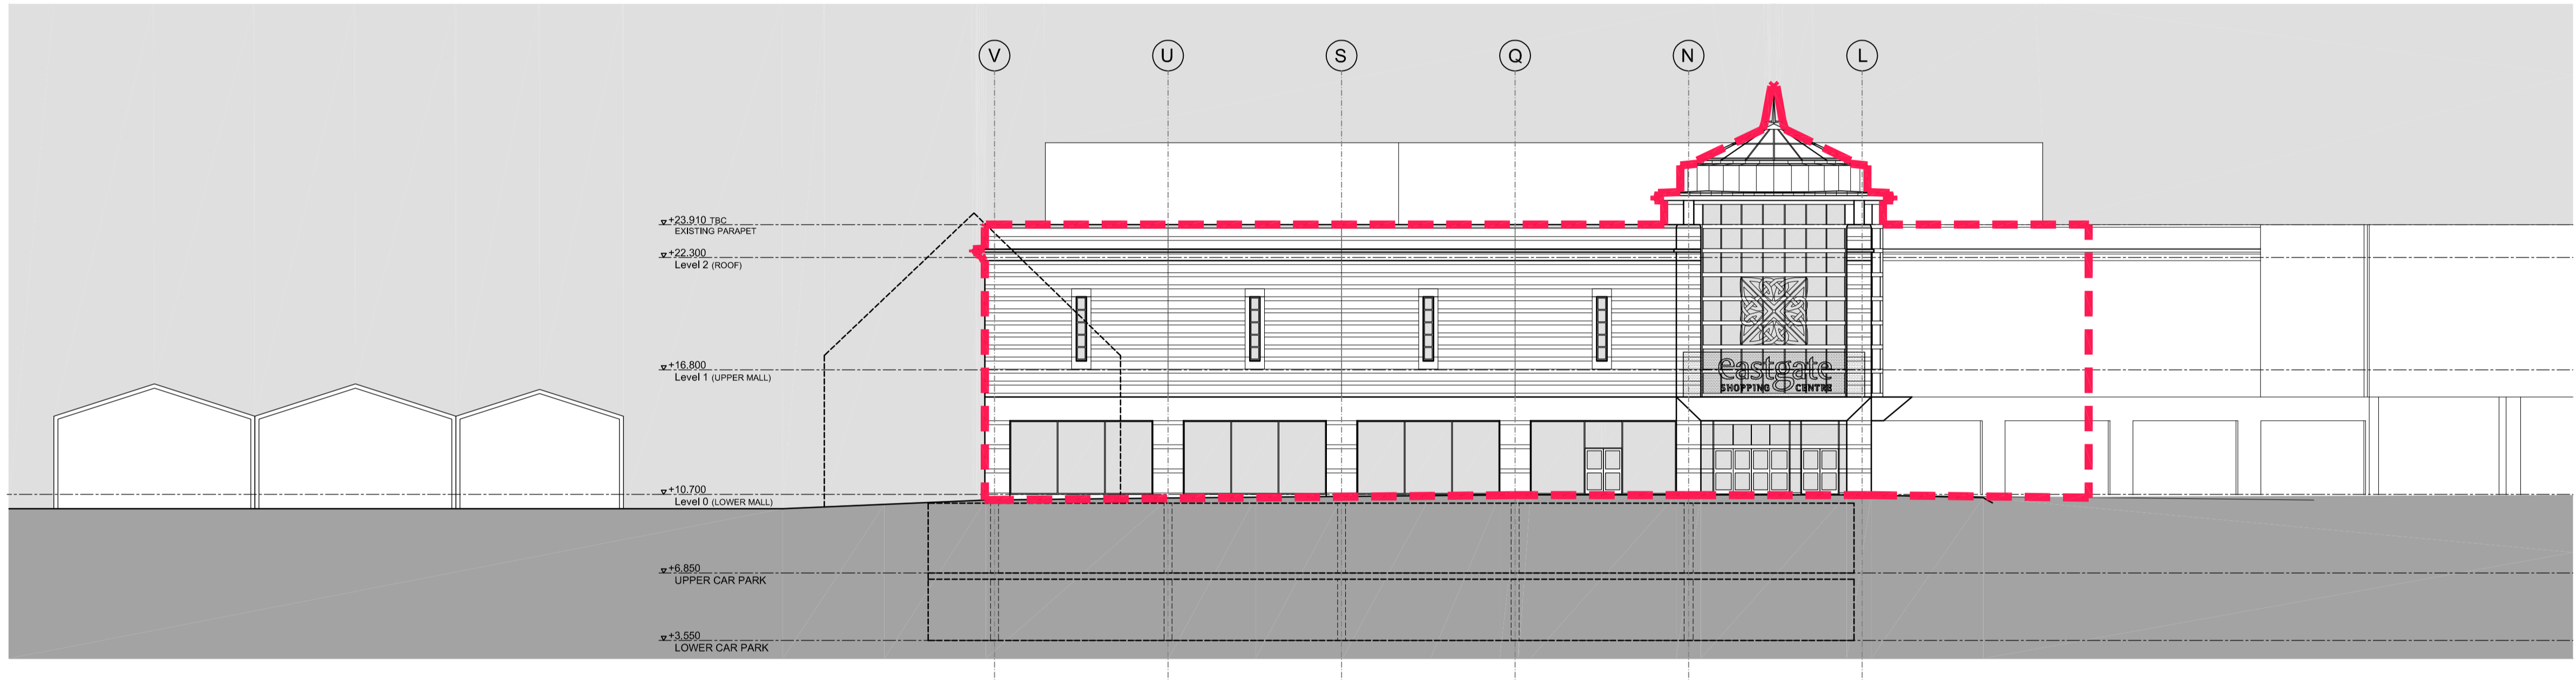 V U S Q N L
+23.910 TBC
EXISTING PARAPET
+22.300
Level 2 (ROOF)
+16.800
Level 1 (UPPER MALL)
eastgate
SHOPPING CENTRE
+10.700
Level 0 (LOWER MALL)
+6.850
UPPER CAR PARK
+3.550
LOWER CAR PARK